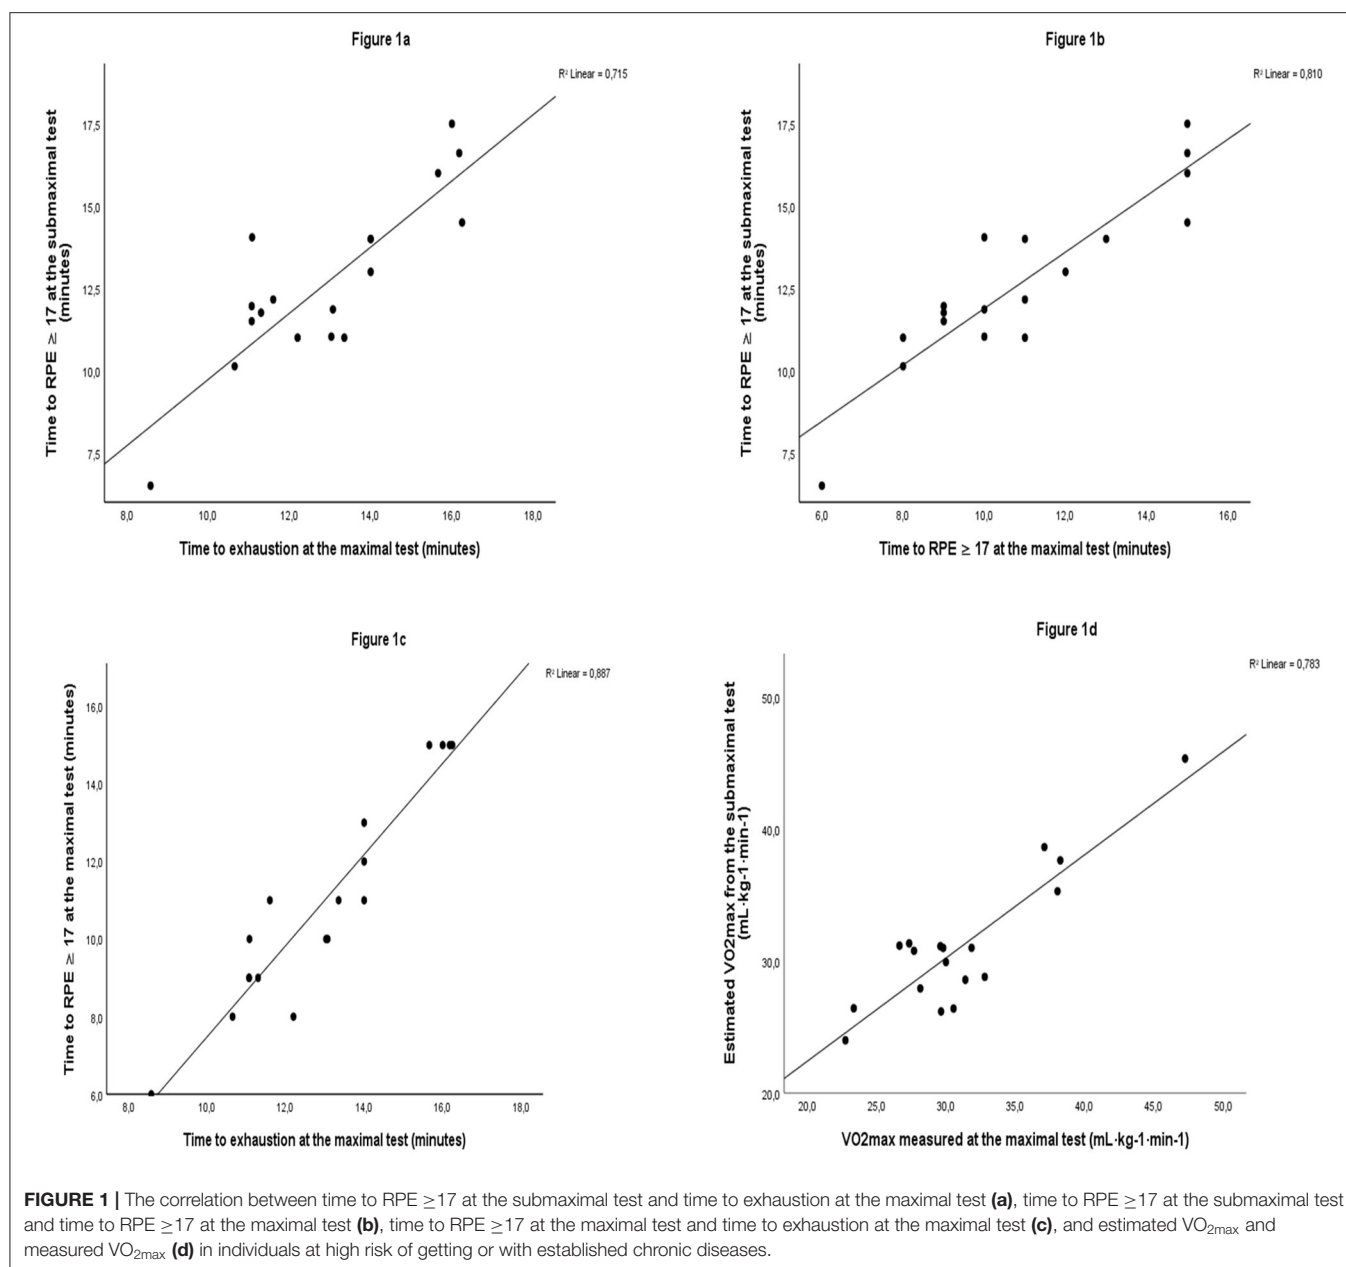 Figure 1a
R² Linear = 0,715
Time to RPE ≥ 17 at the submaximal test
(minutes)
17,5
15,0
12,5
10,0
7,5
8,0 10,0 12,0 14,0 16,0 18,0
Time to exhaustion at the maximal test (minutes)
Figure 1b
R² Linear = 0,810
Time to RPE ≥ 17 at the submaximal test
(minutes)
17,5
15,0
12,5
10,0
7,5
6,0 8,0 10,0 12,0 14,0 16,0
Time to RPE ≥ 17 at the maximal test (minutes)
Figure 1c
R² Linear = 0,887
Time to RPE ≥ 17 at the maximal test (minutes)
16,0
14,0
12,0
10,0
8,0
6,0
8,0 10,0 12,0 14,0 16,0 18,0
Time to exhaustion at the maximal test (minutes)
Figure 1d
R² Linear = 0,783
Estimated VO2max from the submaximal test
(mL·kg-1·min-1)
50,0
40,0
30,0
20,0
20,0 25,0 30,0 35,0 40,0 45,0 50,0
VO2max measured at the maximal test (mL·kg-1·min-1)
FIGURE 1 | The correlation between time to RPE ≥17 at the submaximal test and time to exhaustion at the maximal test (a), time to RPE ≥17 at the submaximal test
and time to RPE ≥17 at the maximal test (b), time to RPE ≥17 at the maximal test and time to exhaustion at the maximal test (c), and estimated VO2max and
measured VO2max (d) in individuals at high risk of getting or with established chronic diseases.